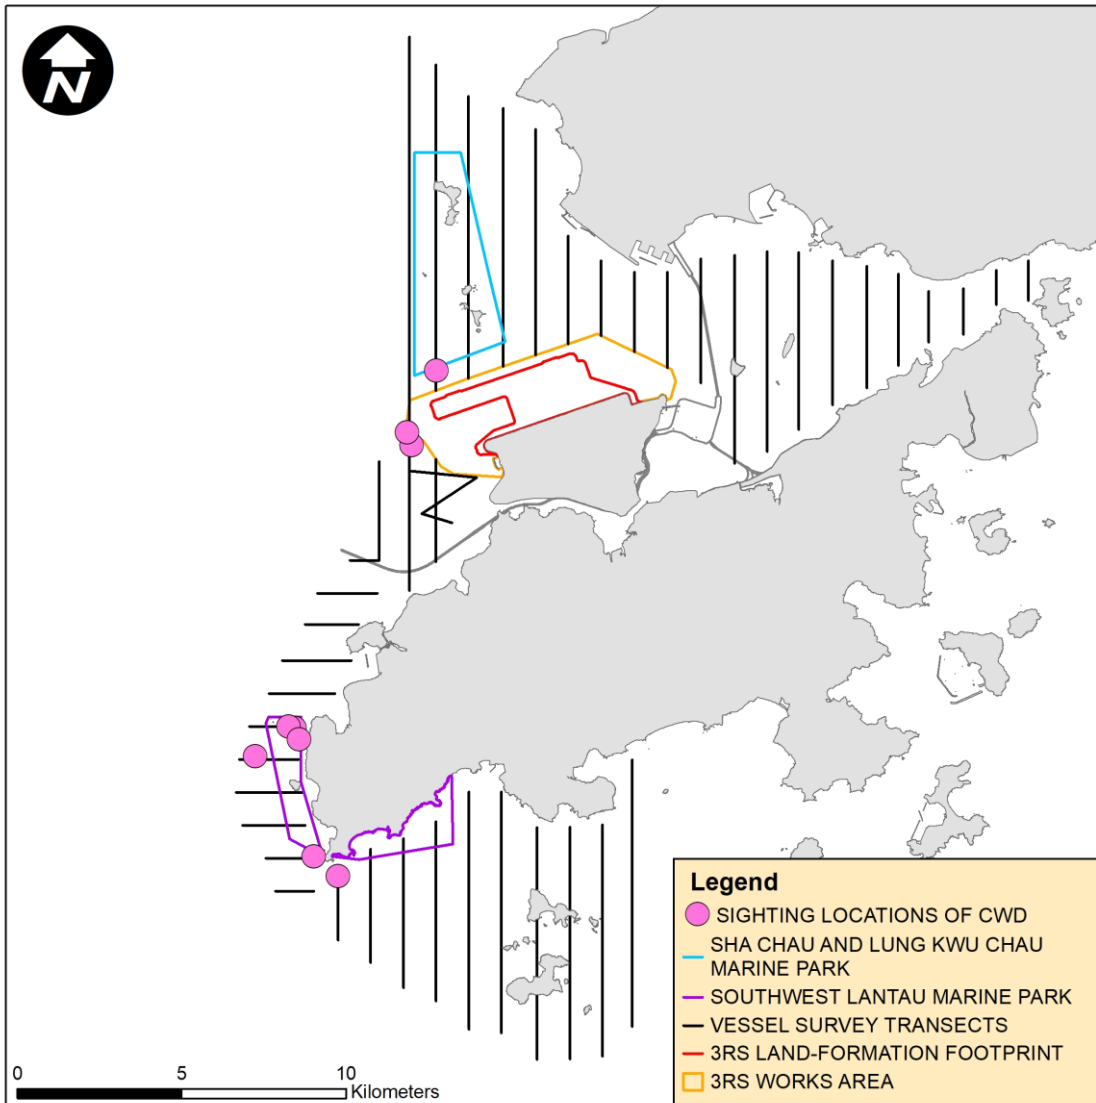 N
Legend
SIGHTING LOCATIONS OF CWD
SHA CHAU AND LUNG KWU CHAU
MARINE PARK
SOUTHWEST LANTAU MARINE PARK
VESSEL SURVEY TRANSECTS
3RS LAND-FORMATION FOOTPRINT
3RS WORKS AREA
0 5 10
Kilometers